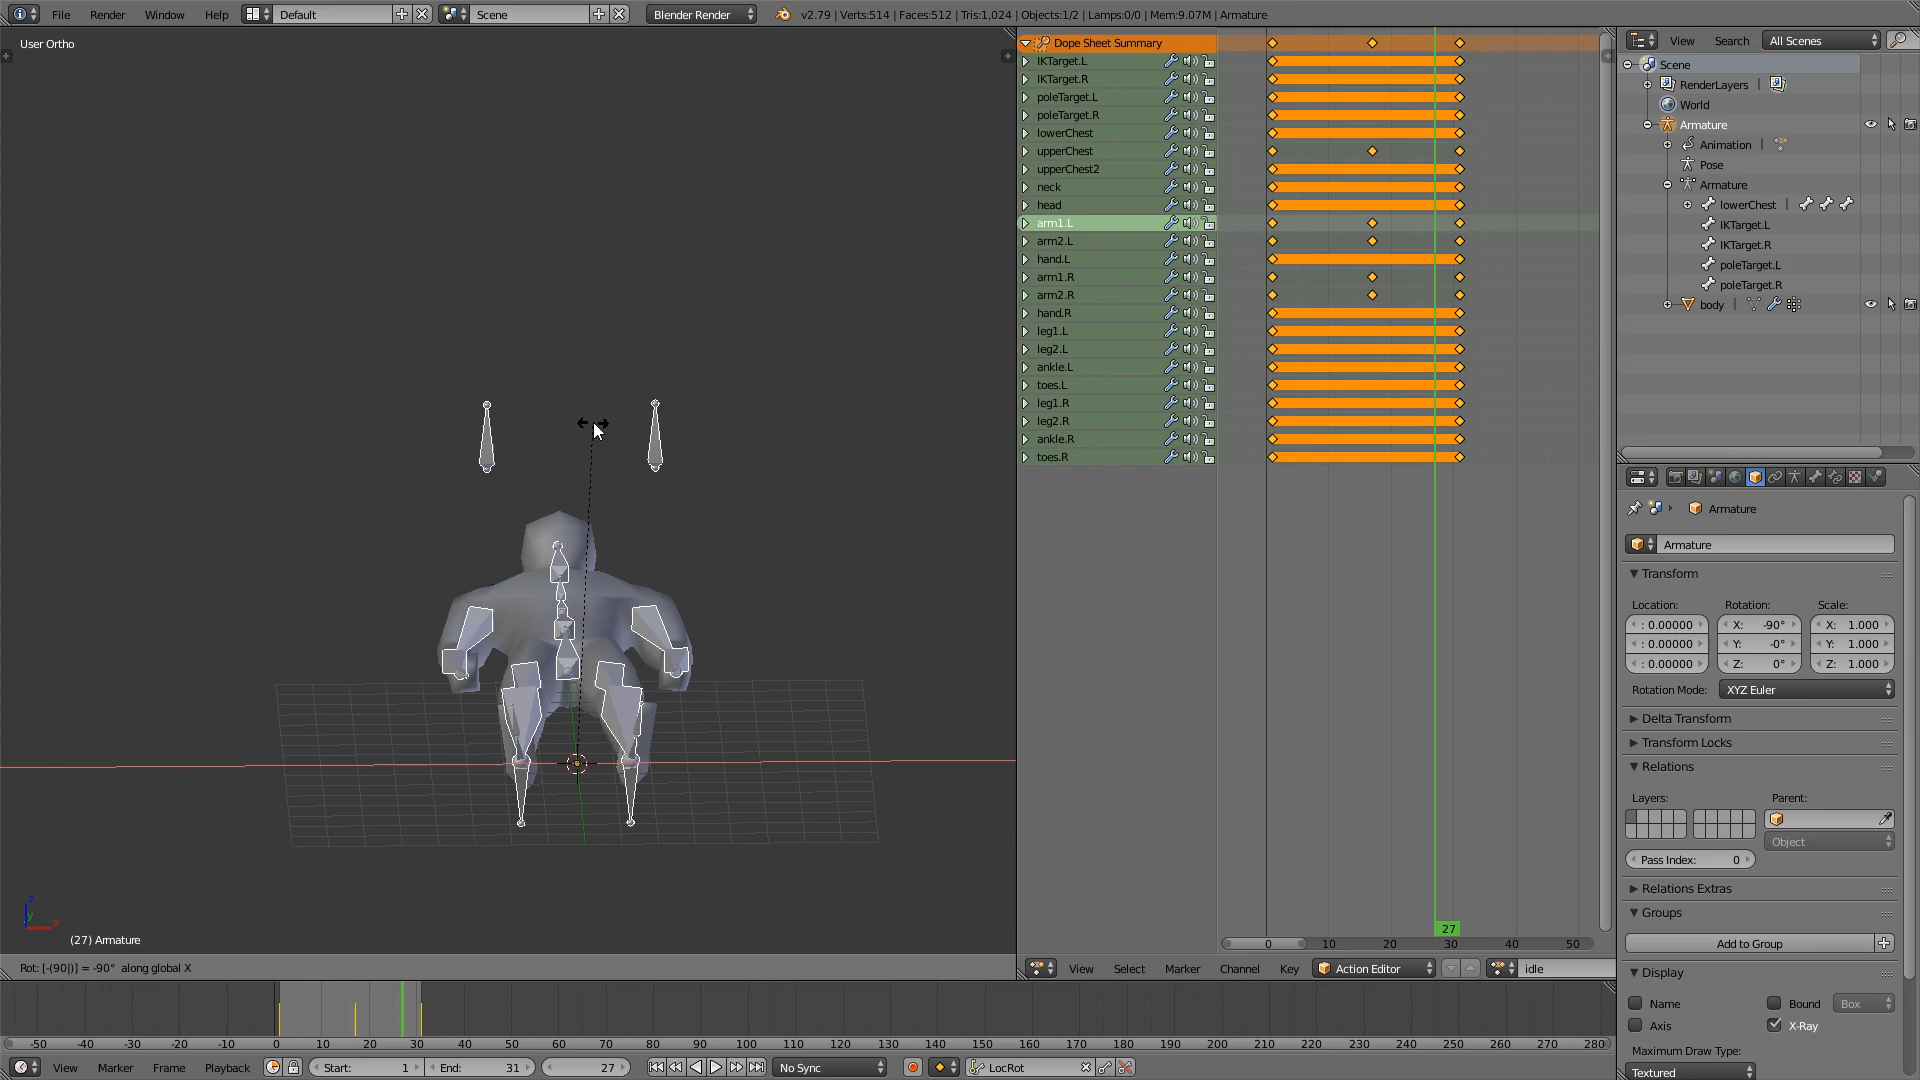 File Render Window Help Default Scene Blender Render v2.79 | Verts:514 | Faces:512 | Tris:1,024 | Objects:1/2 | Lamps:0/0 | Mem:9.07M | Armature
User Ortho
Dope Sheet Summary
IKTarget.L
IKTarget.R
poleTarget.L
poleTarget.R
lowerChest
upperChest
upperChest2
neck
head
arm1.L
arm2.L
hand.L
arm1.R
arm2.R
hand.R
leg1.L
leg2.L
ankle.L
toes.L
leg1.R
leg2.R
ankle.R
toes.R
27
0 10 20 30 40 50
View Select Marker Channel Key Action Editor idle
z
y
x
(27) Armature
Rot: [-(90|)] = -90° along global X
-50 -40 -30 -20 -10 0 10 20 30 40 50 60 70 80 90 100 110 120 130 140 150 160 170 180 190 200 210 220 230 240 250 260 270 280
View Marker Frame Playback Start: 1 End: 31 27 No Sync LocRot
View Search All Scenes
Scene
RenderLayers |
World
Armature
Animation |
Pose
Armature
lowerChest |
IKTarget.L
IKTarget.R
poleTarget.L
poleTarget.R
body |
Armature
Armature
Transform
Location: Rotation: Scale:
: 0.00000 X: -90° X: 1.000
: 0.00000 Y: -0° Y: 1.000
: 0.00000 Z: 0° Z: 1.000
Rotation Mode: XYZ Euler
Delta Transform
Transform Locks
Relations
Layers: Parent:
Object
Pass Index: 0
Relations Extras
Groups
Add to Group
Display
Name Bound Box
Axis X-Ray
Maximum Draw Type:
Textured